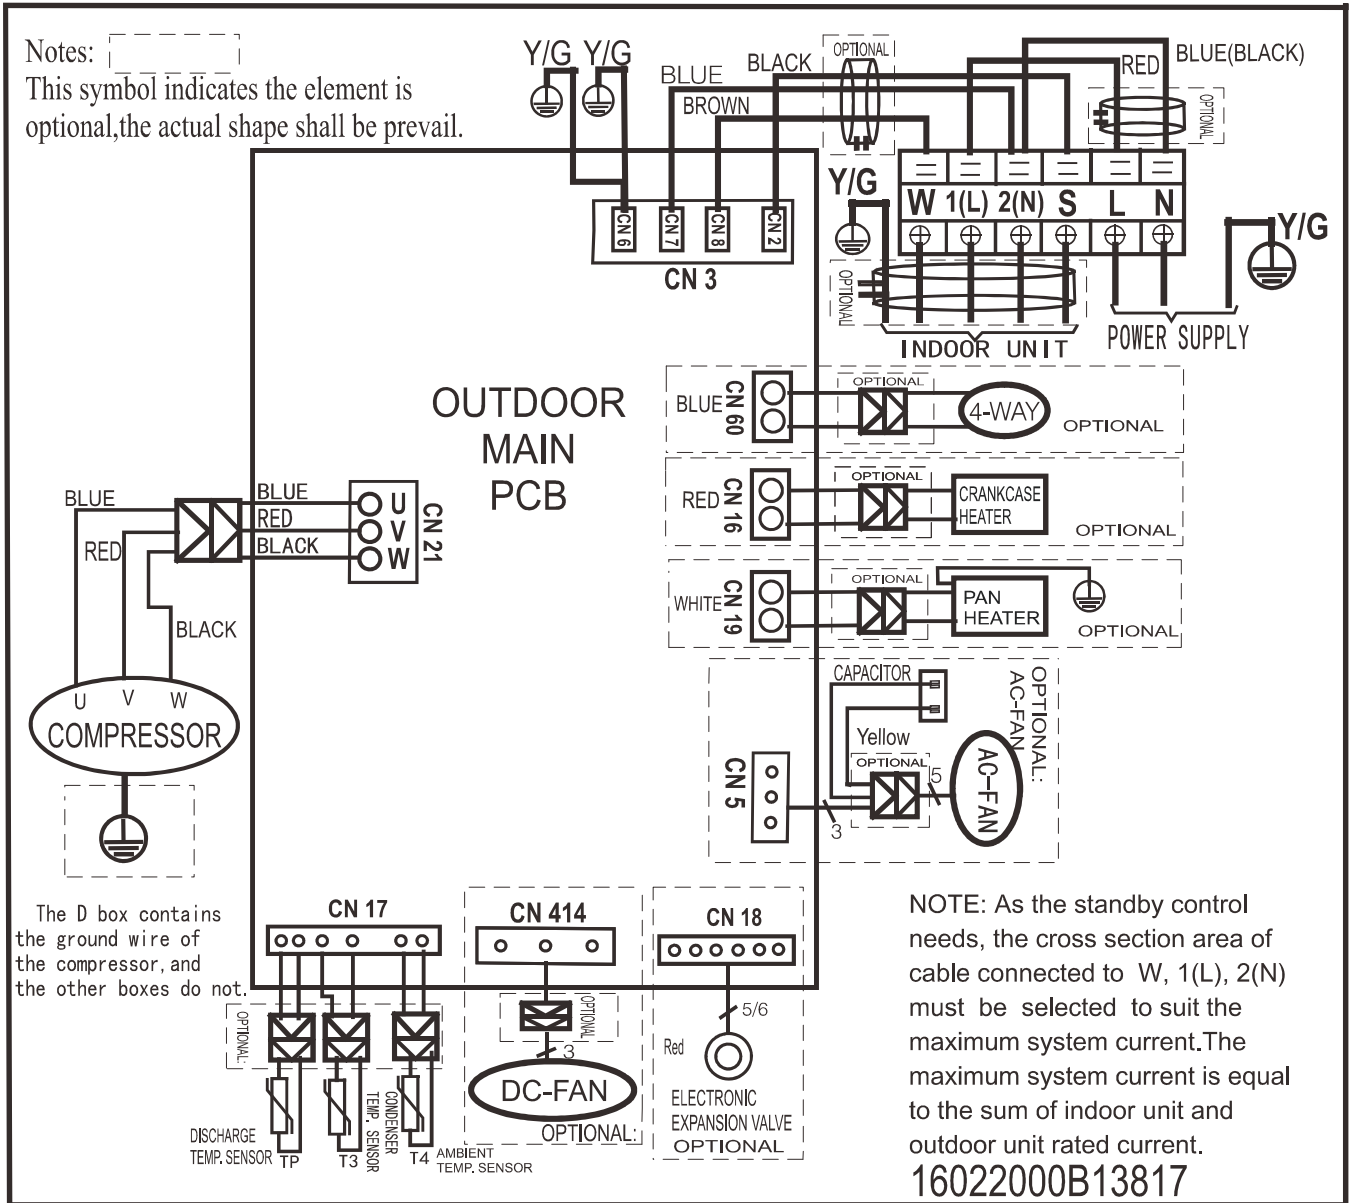 Notes:
This symbol indicates the element is
optional,the actual shape shall be prevail.
Y/G Y/G
BLUE
BROWN
BLACK
OPTIONAL
RED
BLUE(BLACK)
OPTIONAL
CN 6
CN 7
CN 8
CN 2
CN 3
Y/G
W 1(L) 2(N) S L N
Y/G
OPTIONAL
INDOOR UNIT
POWER SUPPLY
OUTDOOR
MAIN
PCB
BLUE
CN 60
OPTIONAL
4-WAY
OPTIONAL
RED
CN 16
OPTIONAL
CRANKCASE
HEATER
OPTIONAL
WHITE
CN 19
OPTIONAL
PAN
HEATER
OPTIONAL
BLUE
RED
BLACK
BLUE
RED
BLACK
U
V
W
CN 21
U V W
COMPRESSOR
CAPACITOR
OPTIONAL:
AC-FAN
Yellow
OPTIONAL
CN 5
3
5
AC-FAN
The D box contains
the ground wire of
the compressor,and
the other boxes do not.
CN 17
OPTIONAL:
DISCHARGE
TEMP. SENSOR
TP
T3
CONDENSER
TEMP. SENSOR
T4
AMBIENT
TEMP. SENSOR
CN 414
OPTIONAL
3
DC-FAN
OPTIONAL:
CN 18
5/6
Red
ELECTRONIC
EXPANSION VALVE
OPTIONAL
NOTE: As the standby control
needs, the cross section area of
cable connected to W, 1(L), 2(N)
must be selected to suit the
maximum system current.The
maximum system current is equal
to the sum of indoor unit and
outdoor unit rated current.
16022000B13817